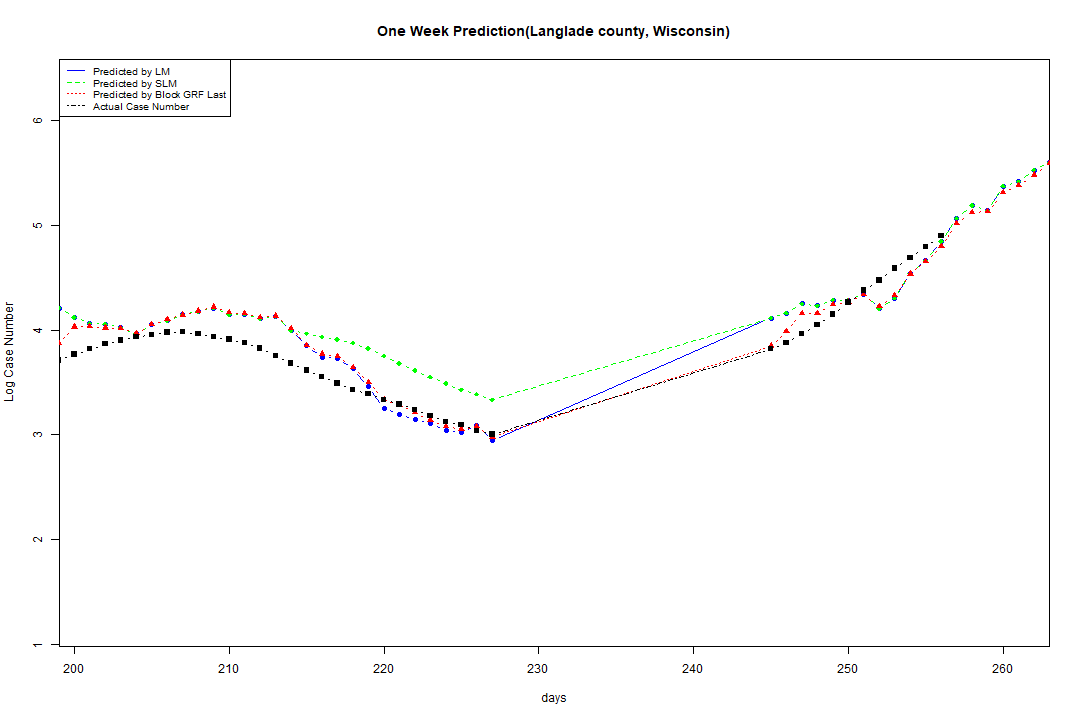 One Week Prediction(Langlade county, Wisconsin)
Predicted by LM
Predicted by SLM
Predicted by Block GRF Last
Actual Case Number
Log Case Number
6
5
4
3
2
1
200 210 220 230 240 250 260
days